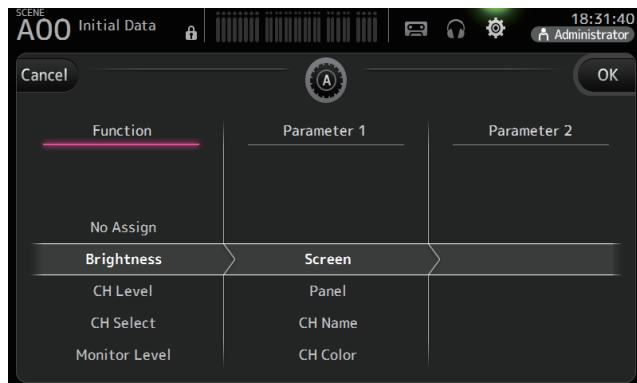 SCENE
A00 Initial Data
18:31:40
Administrator
Cancel
A
OK
Function Parameter 1 Parameter 2
No Assign
Brightness Screen
CH Level Panel
CH Select CH Name
Monitor Level CH Color